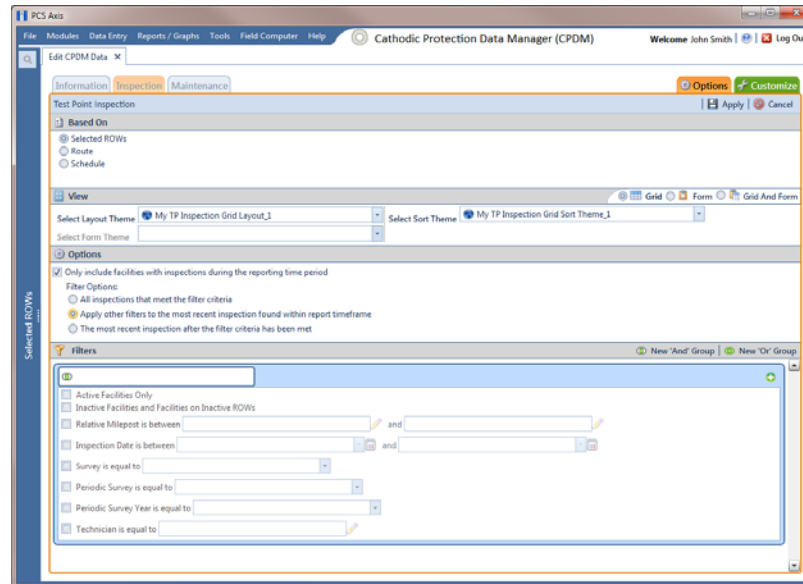 PCS Axis
File Modules Data Entry Reports / Graphs Tools Field Computer Help Cathodic Protection Data Manager (CPDM) Welcome John Smith Log Ou
Edit CPDM Data
Information Inspection Maintenance Options Customize
Test Point Inspection Apply Cancel
Based On
Selected ROWs
Route
Schedule
View Grid Form Grid And Form
Select Layout Theme My TP Inspection Grid Layout_1 Select Sort Theme My TP Inspection Grid Sort Theme_1
Select Form Theme
Options
Only include facilities with inspections during the reporting time period
Filter Options:
All inspections that meet the filter criteria
Apply other filters to the most recent inspection found within report timeframe
The most recent inspection after the filter criteria has been met
Selected ROWs
Filters New 'And' Group New 'Or' Group
Active Facilities Only
Inactive Facilities and Facilities on Inactive ROWs
Relative Milepost is between and
Inspection Date is between and
Survey is equal to
Periodic Survey is equal to
Periodic Survey Year is equal to
Technician is equal to